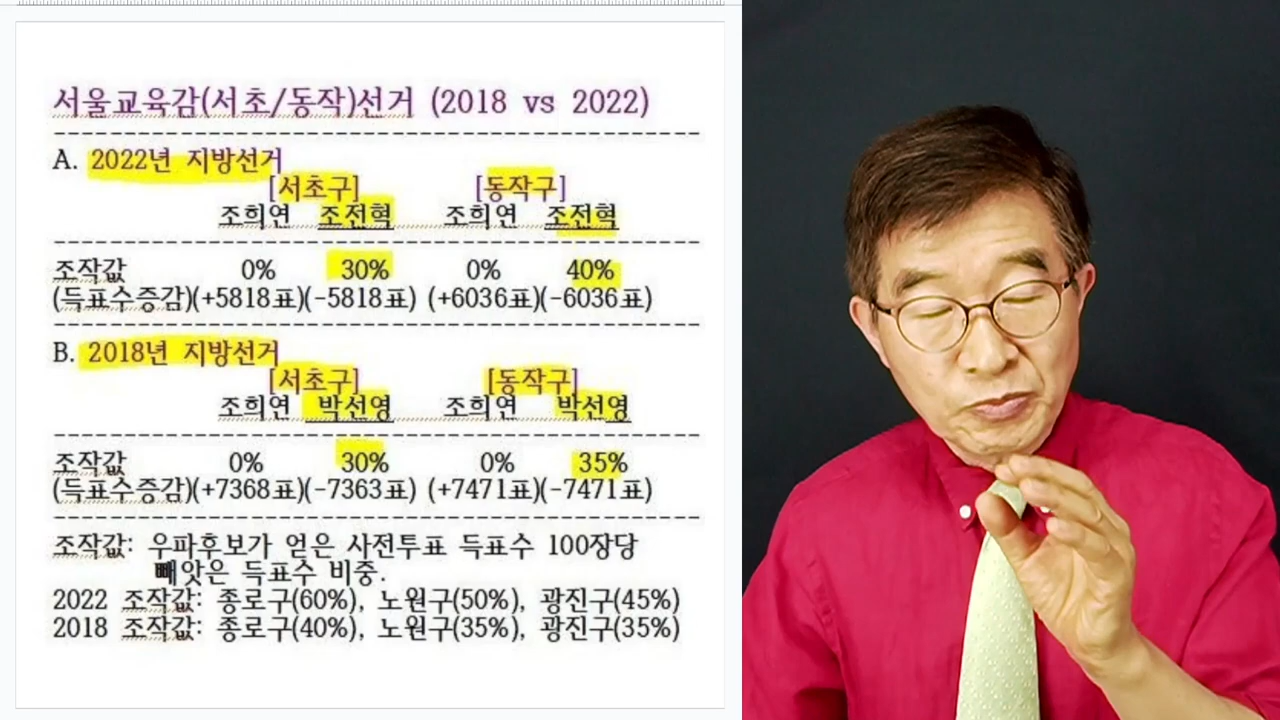 서울교육감(서초/동작)선거 (2018 vs 2022)
A. 2022년 지방선거
[서초구] [동작구]
조희연 조전혁 조희연 조전혁
조작값 0% 30% 0% 40%
(득표수증감)(+5818표)(-5818표) (+6036표)(-6036표)
B. 2018년 지방선거
[서초구] [동작구]
조희연 박선영 조희연 박선영
조작값 0% 30% 0% 35%
(득표수증감)(+7368표)(-7363표) (+7471표)(-7471표)
조작값: 우파후보가 얻은 사전투표 득표수 100장당
빼앗은 득표수 비중.
2022 조작값: 종로구(60%), 노원구(50%), 광진구(45%)
2018 조작값: 종로구(40%), 노원구(35%), 광진구(35%)